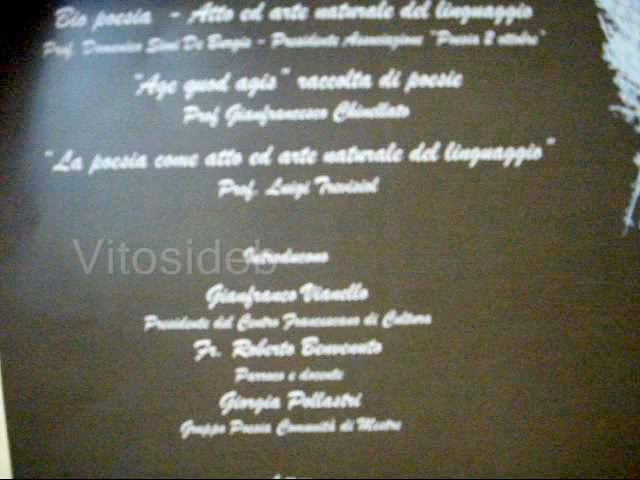 Bio poesia - Atto ed arte naturale del linguaggio
Prof. Domenico Simi De Burgis - Presidente Associazione "Poesia 2 ottobre"
"Age quod agis" raccolta di poesie
Prof Gianfrancesco Chinellato
"La poesia come atto ed arte naturale del linguaggio"
Prof. Luigi Trevisiol
Vitosideb
Introducono
Gianfranco Vianello
Presidente del Centro Francescano di Cultura
Fr. Roberto Benvenuto
Parroco e docente
Giorgia Pollastri
Gruppo Poesia Comunità di Mestre